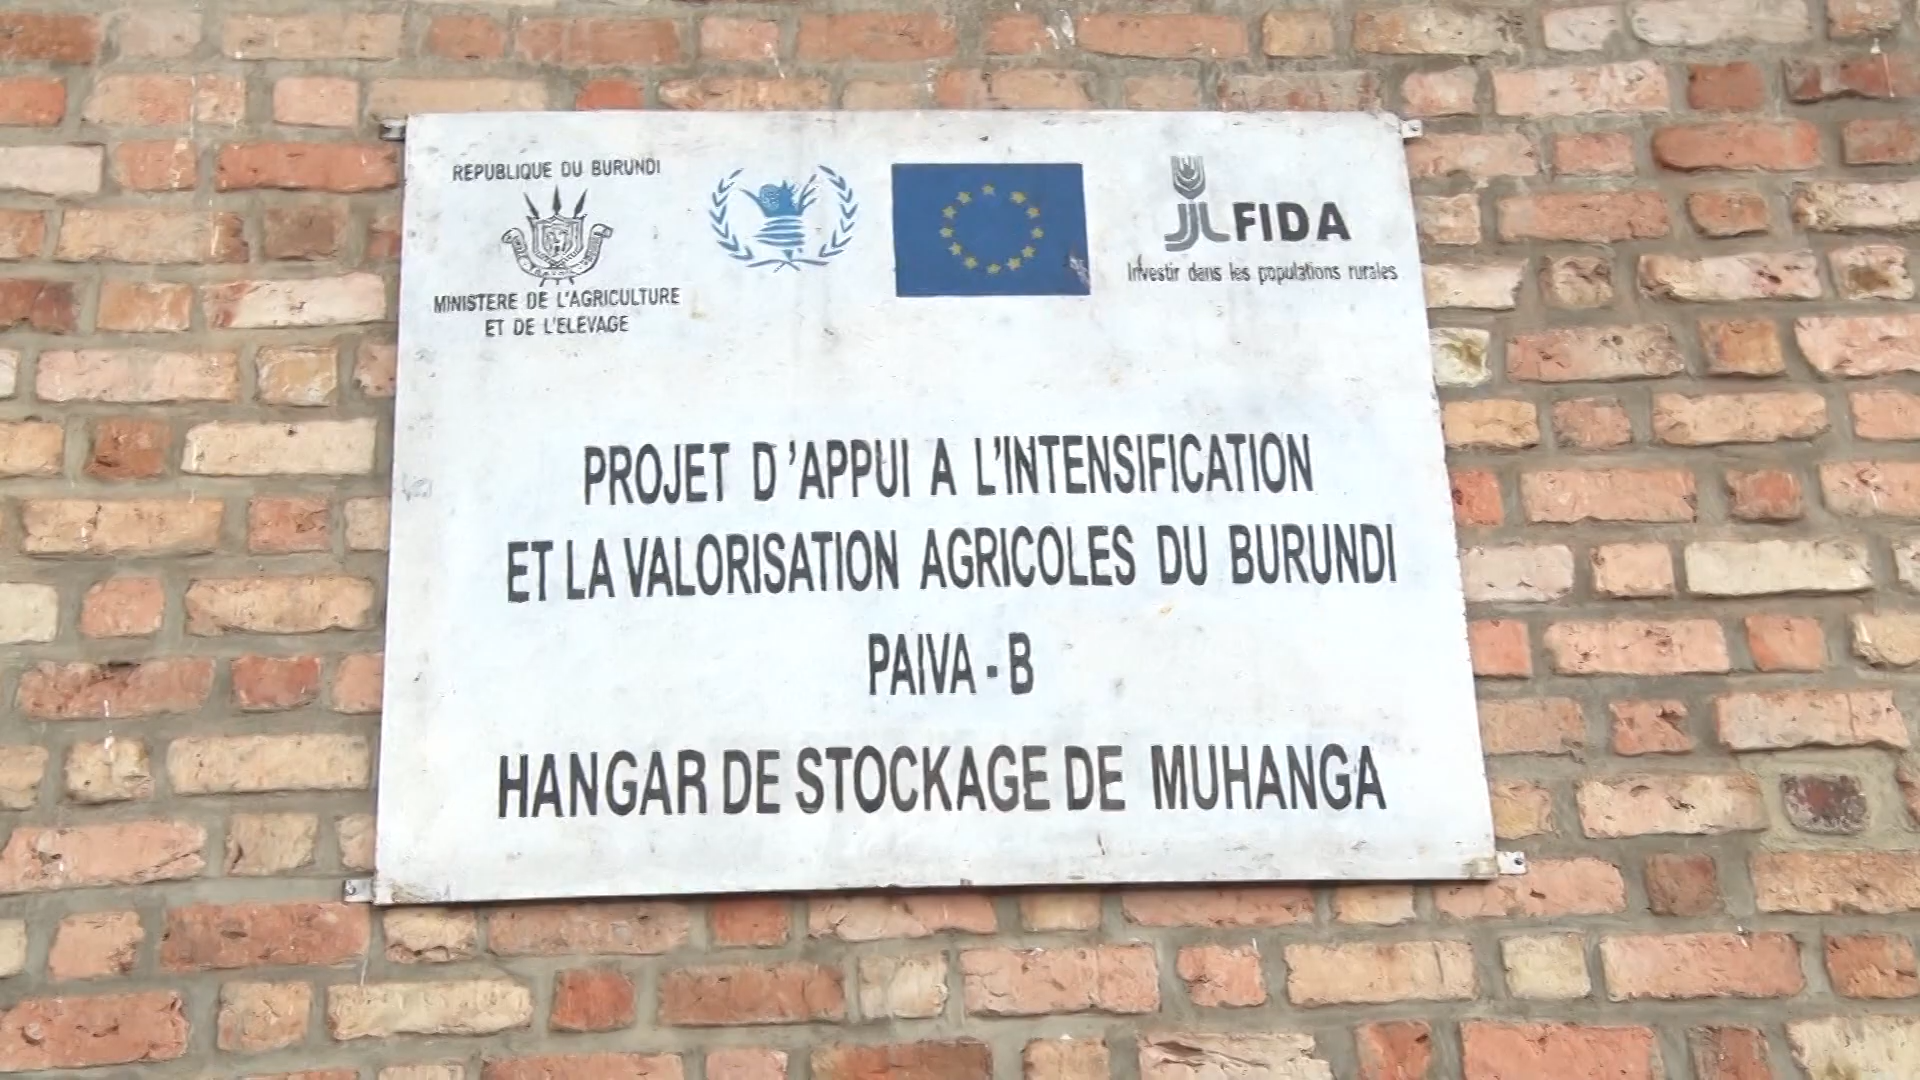 REPUBLIQUE DU BURUNDI
MINISTERE DE L'AGRICULTURE
ET DE L'ELEVAGE
FIDA
Investir dans les populations rurales
PROJET D'APPUI A L'INTENSIFICATION
ET LA VALORISATION AGRICOLES DU BURUNDI
PAIVA - B
HANGAR DE STOCKAGE DE MUHANGA